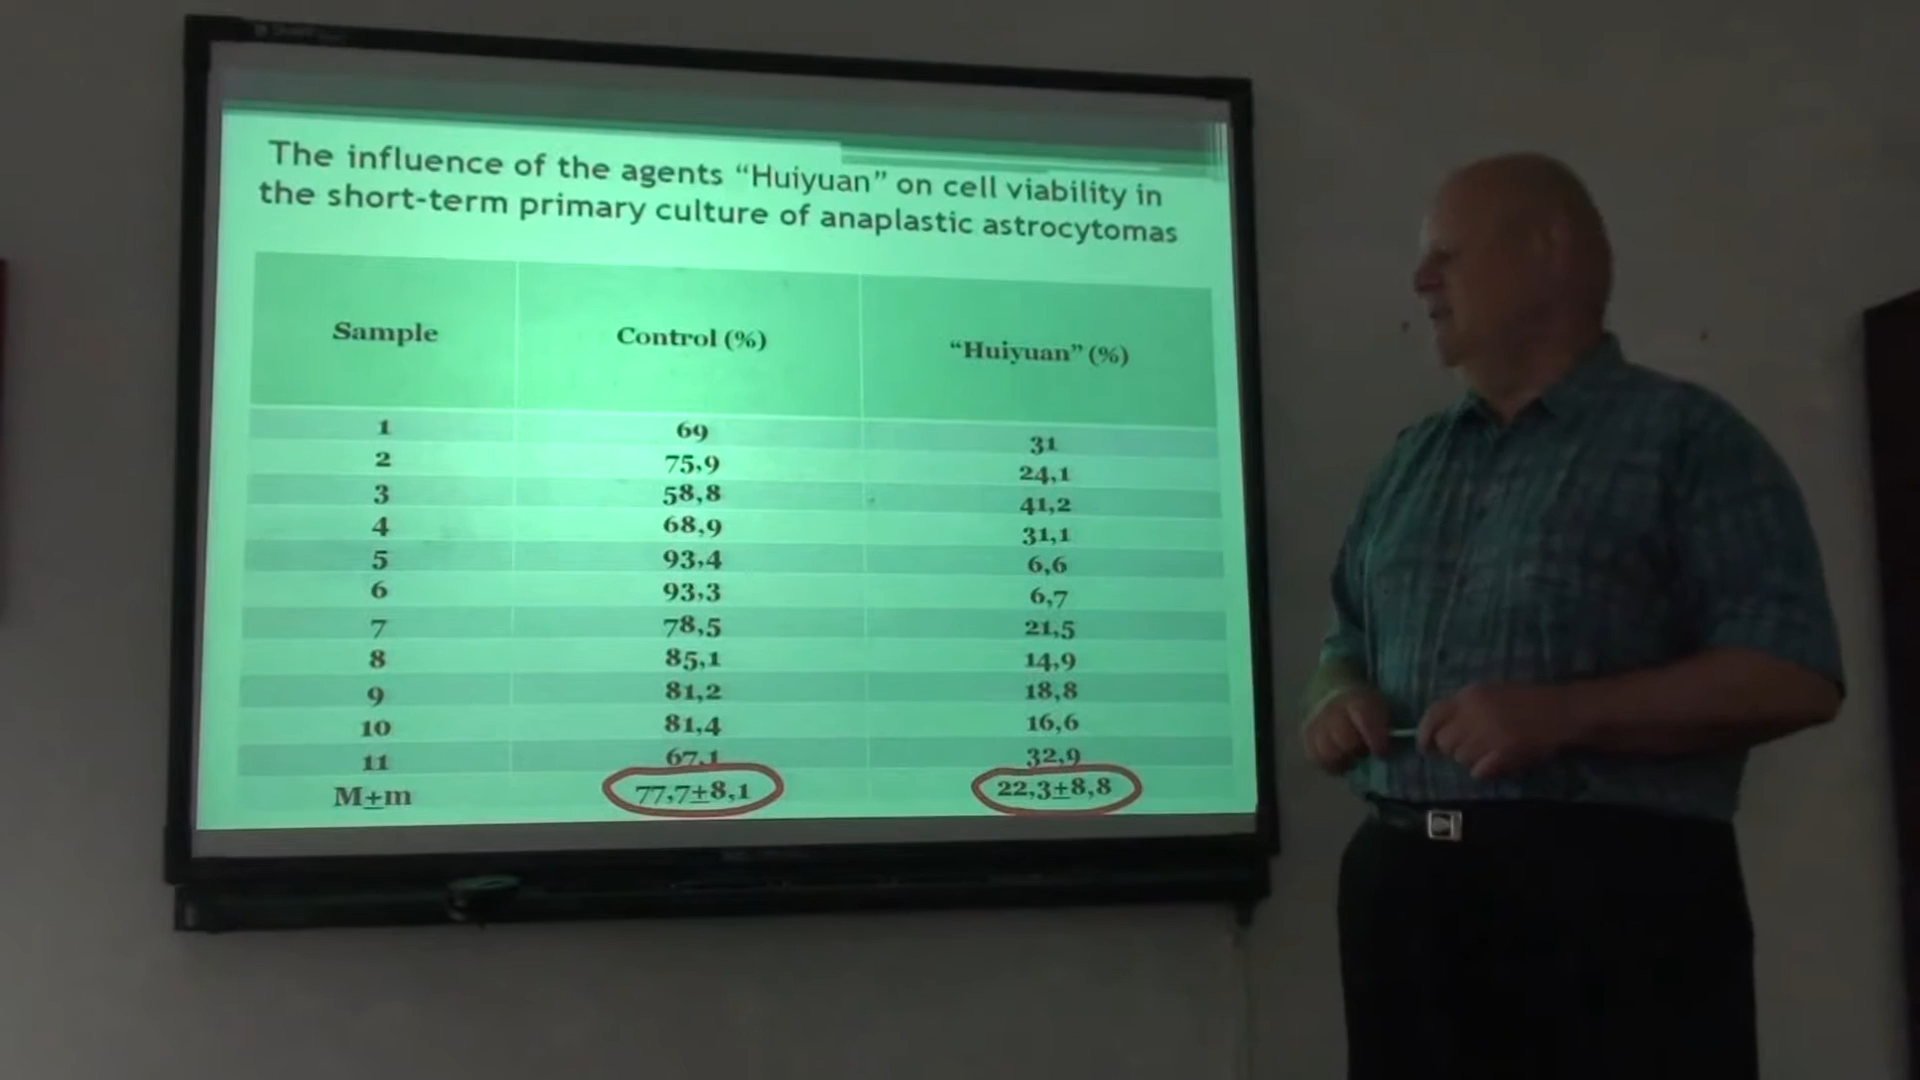 The influence of the agents “Huiyuan” on cell viability in
the short-term primary culture of anaplastic astrocytomas
Sample Control (%) “Huiyuan” (%)
1 69 31
2 75,9 24,1
3 58,8 41,2
4 68,9 31,1
5 93,4 6,6
6 93,3 6,7
7 78,5 21,5
8 85,1 14,9
9 81,2 18,8
10 81,4 16,6
11 67,1 32,9
M±m 77,7±8,1 22,3±8,8